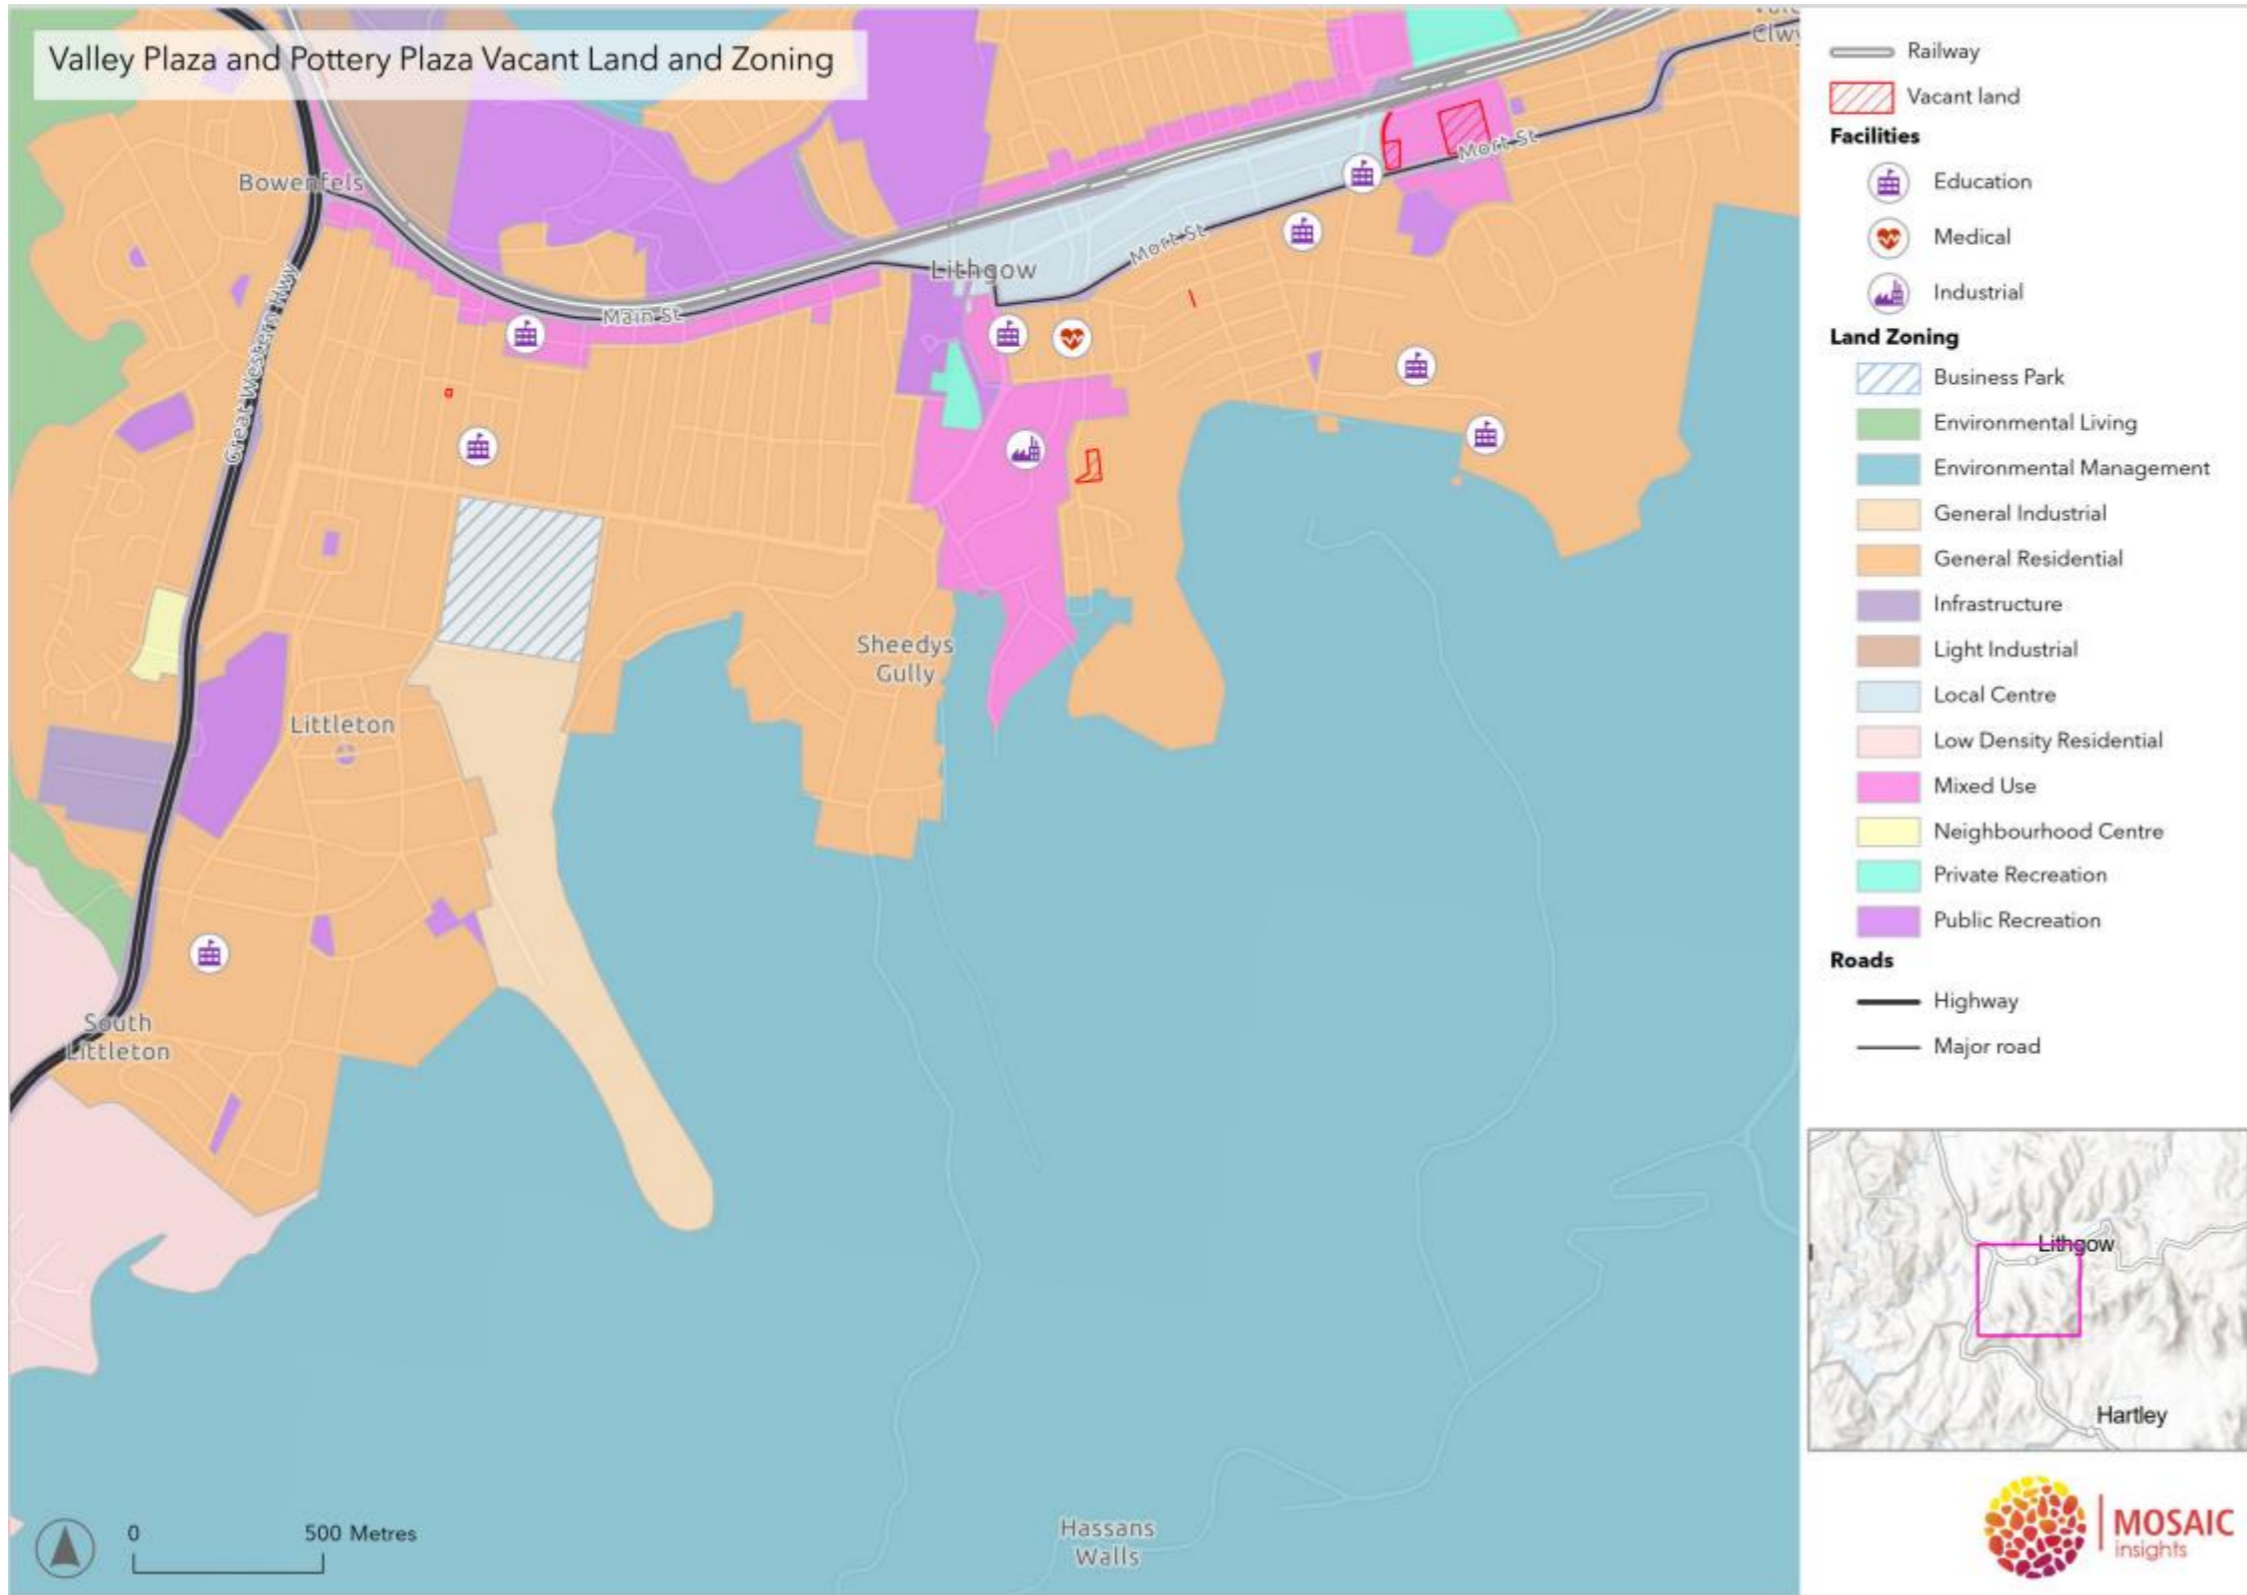 Valley Plaza and Pottery Plaza Vacant Land and Zoning
Bowenfels
Great Western Hwy
Main St
Lithgow
Mort St
Mort St
Sheedys
Gully
Littleton
South
Littleton
Hassans
Walls
0 500 Metres
Railway
Vacant land
Facilities
Education
Medical
Industrial
Land Zoning
Business Park
Environmental Living
Environmental Management
General Industrial
General Residential
Infrastructure
Light Industrial
Local Centre
Low Density Residential
Mixed Use
Neighbourhood Centre
Private Recreation
Public Recreation
Roads
Highway
Major road
Lithgow
Hartley
MOSAIC
insights